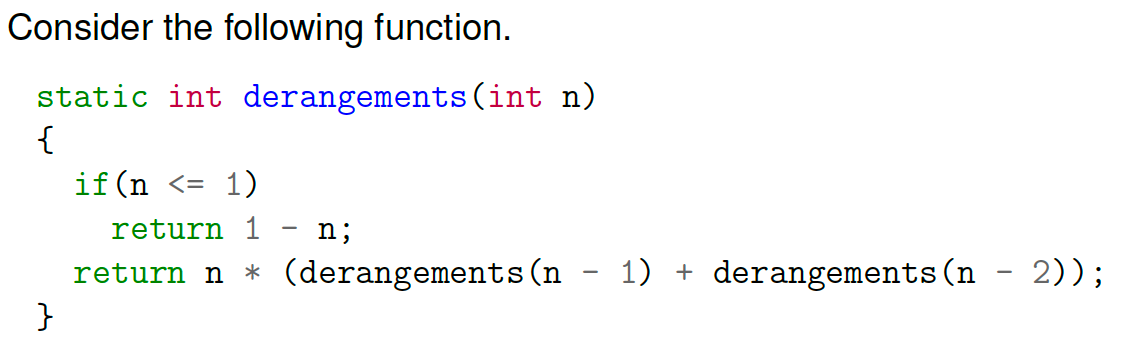 Consider the following function.
static int derangements(int n)
{
  if(n <= 1)
    return 1 - n;
  return n * (derangements(n - 1) + derangements(n - 2));
}